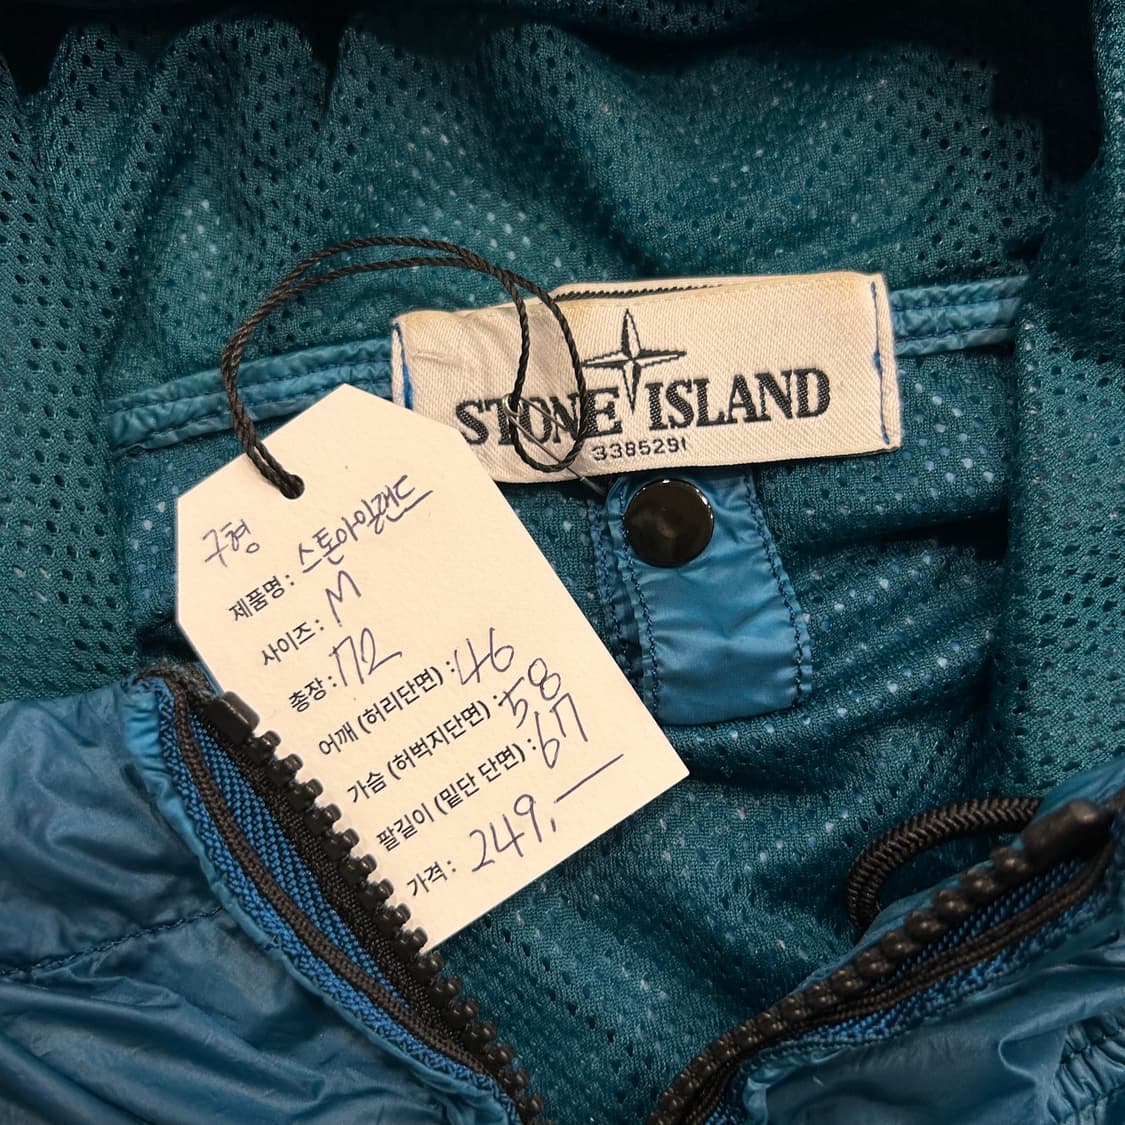 STONE ISLAND
3385291
구형
제품명: 스톤아일랜드
사이즈: M
총장: 72
어깨 (허리단면): 46
가슴 (허벅지단면): 58
팔길이 (밑단 단면): 67
가격: 249,—